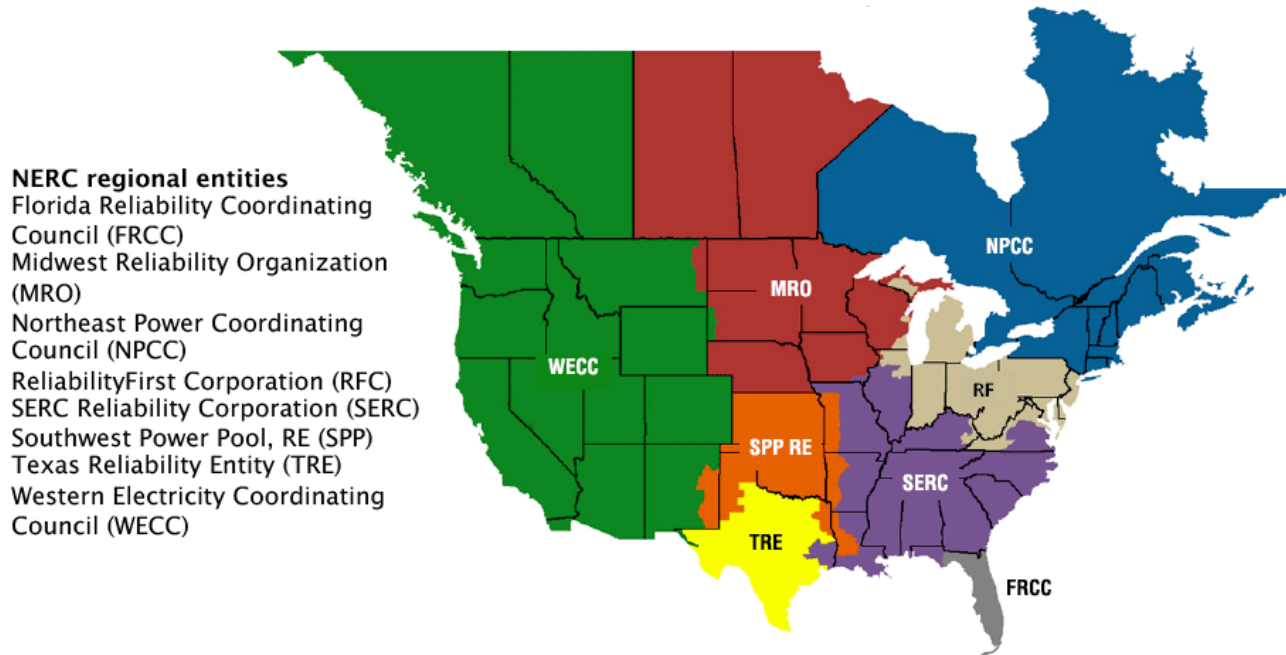 NERC regional entities
Florida Reliability Coordinating
Council (FRCC)
Midwest Reliability Organization
(MRO)
Northeast Power Coordinating
Council (NPCC)
ReliabilityFirst Corporation (RFC)
SERC Reliability Corporation (SERC)
Southwest Power Pool, RE (SPP)
Texas Reliability Entity (TRE)
Western Electricity Coordinating
Council (WECC)
NPCC
MRO
WECC
RF
SPP RE
SERC
TRE
FRCC